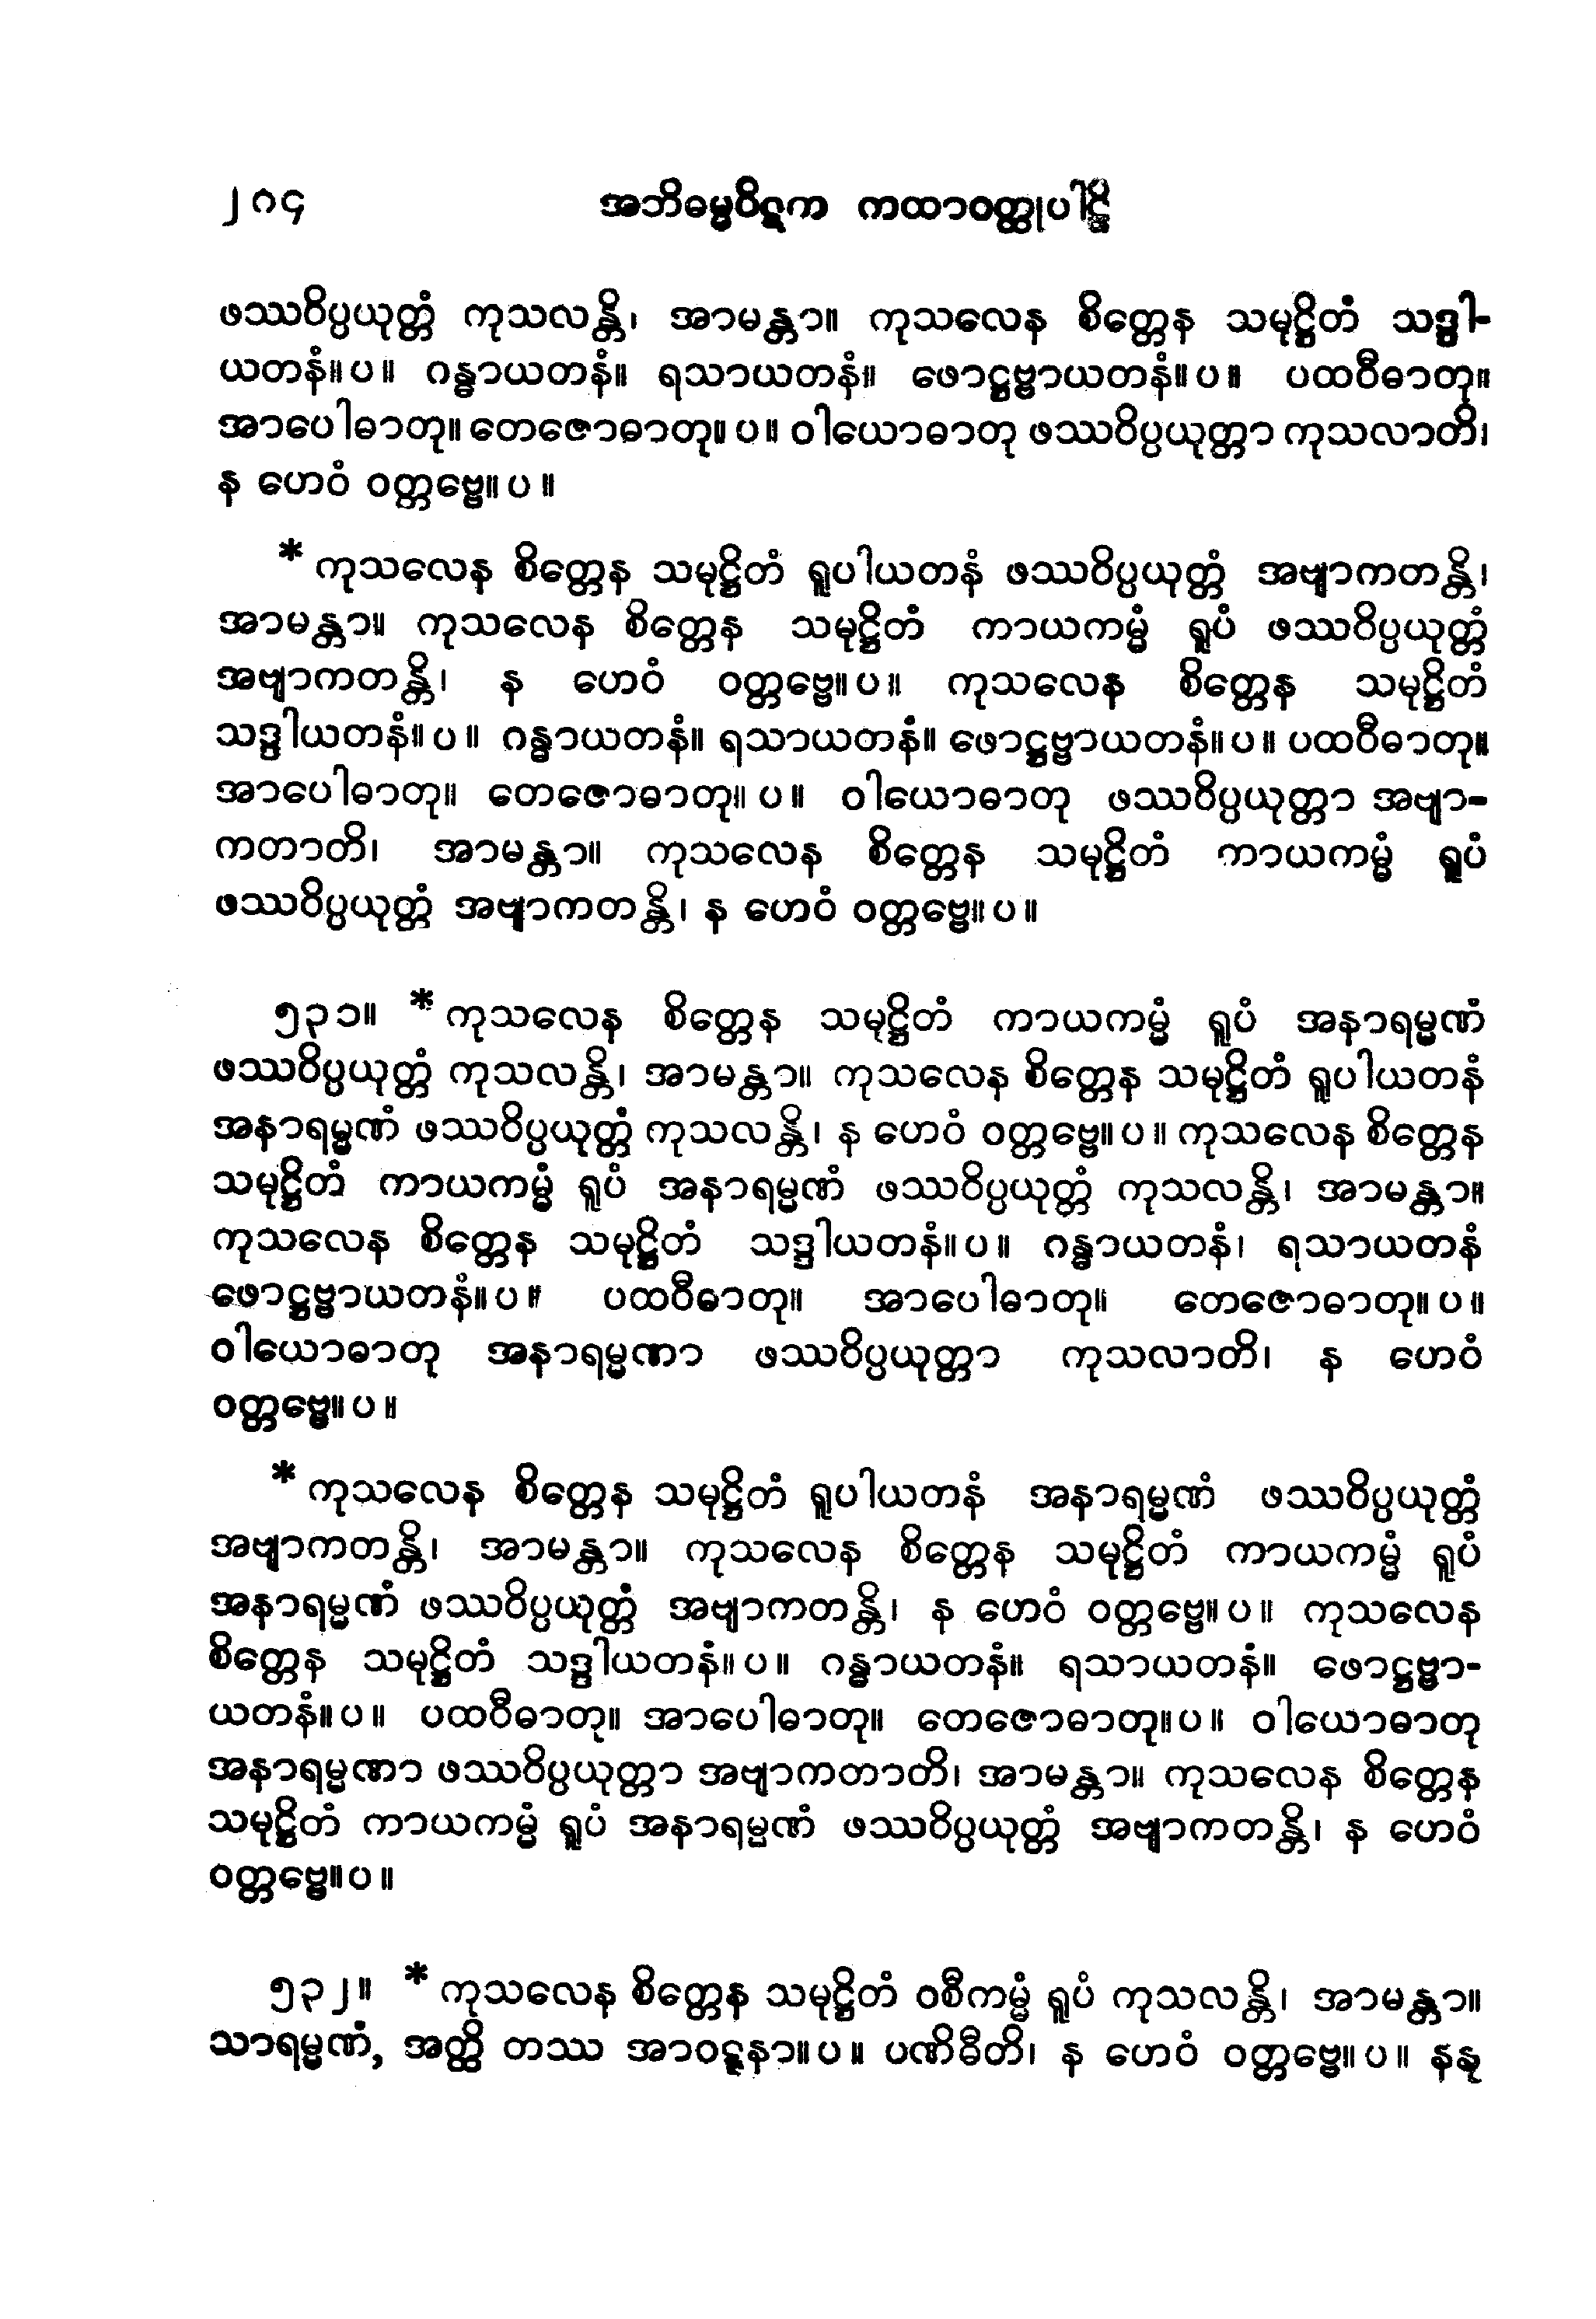 ၂၈၄ အဘိဓမ္မပိဋက ကထာဝတ္ထုပါဠိ
ဖဿဝိပ္ပယုတ္တံ ကုသလန္တိ၊ အာမန္တာ။ ကုသလေန စိတ္တေန သမုဋ္ဌိတံ သဒ္ဒါ-
ယတနံ။ပ။ ဂန္ဓာယတနံ။ ရသာယတနံ။ ဖောဋ္ဌဗ္ဗာယတနံ။ပ။ ပထဝီဓာတု။
အာပေါဓာတု။ တေဇောဓာတု။ပ။ ဝါယောဓာတု ဖဿဝိပ္ပယုတ္တာ ကုသလာတိ၊
န ဟေဝံ ဝတ္တဗ္ဗေ။ပ။
* ကုသလေန စိတ္တေန သမုဋ္ဌိတံ ရူပါယတနံ ဖဿဝိပ္ပယုတ္တံ အဗျာကတန္တိ၊
အာမန္တာ။ ကုသလေန စိတ္တေန သမုဋ္ဌိတံ ကာယကမ္မံ ရူပံ ဖဿဝိပ္ပယုတ္တံ
အဗျာကတန္တိ၊ န ဟေဝံ ဝတ္တဗ္ဗေ။ပ။ ကုသလေန စိတ္တေန သမုဋ္ဌိတံ
သဒ္ဒါယတနံ။ပ။ ဂန္ဓာယတနံ။ ရသာယတနံ။ ဖောဋ္ဌဗ္ဗာယတနံ။ပ။ ပထဝီဓာတု။
အာပေါဓာတု။ တေဇောဓာတု။ပ။ ဝါယောဓာတု ဖဿဝိပ္ပယုတ္တာ အဗျာ-
ကတာတိ၊ အာမန္တာ။ ကုသလေန စိတ္တေန သမုဋ္ဌိတံ ကာယကမ္မံ ရူပံ
ဖဿဝိပ္ပယုတ္တံ အဗျာကတန္တိ၊ န ဟေဝံ ဝတ္တဗ္ဗေ။ပ။
၅၃၁။ * ကုသလေန စိတ္တေန သမုဋ္ဌိတံ ကာယကမ္မံ ရူပံ အနာရမ္မဏံ
ဖဿဝိပ္ပယုတ္တံ ကုသလန္တိ၊ အာမန္တာ။ ကုသလေန စိတ္တေန သမုဋ္ဌိတံ ရူပါယတနံ
အနာရမ္မဏံ ဖဿဝိပ္ပယုတ္တံ ကုသလန္တိ၊ န ဟေဝံ ဝတ္တဗ္ဗေ။ပ။ ကုသလေန စိတ္တေန
သမုဋ္ဌိတံ ကာယကမ္မံ ရူပံ အနာရမ္မဏံ ဖဿဝိပ္ပယုတ္တံ ကုသလန္တိ၊ အာမန္တာ။
ကုသလေန စိတ္တေန သမုဋ္ဌိတံ သဒ္ဒါယတနံ။ပ။ ဂန္ဓာယတနံ၊ ရသာယတနံ
ဖောဋ္ဌဗ္ဗာယတနံ။ပ။ ပထဝီဓာတု။ အာပေါဓာတု။ တေဇောဓာတု။ပ။
ဝါယောဓာတု အနာရမ္မဏာ ဖဿဝိပ္ပယုတ္တာ ကုသလာတိ၊ န ဟေဝံ
ဝတ္တဗ္ဗေ။ပ။
* ကုသလေန စိတ္တေန သမုဋ္ဌိတံ ရူပါယတနံ အနာရမ္မဏံ ဖဿဝိပ္ပယုတ္တံ
အဗျာကတန္တိ၊ အာမန္တာ။ ကုသလေန စိတ္တေန သမုဋ္ဌိတံ ကာယကမ္မံ ရူပံ
အနာရမ္မဏံ ဖဿဝိပ္ပယုတ္တံ အဗျာကတန္တိ၊ န ဟေဝံ ဝတ္တဗ္ဗေ။ပ။ ကုသလေန
စိတ္တေန သမုဋ္ဌိတံ သဒ္ဒါယတနံ။ပ။ ဂန္ဓာယတနံ။ ရသာယတနံ။ ဖောဋ္ဌဗ္ဗာ-
ယတနံ။ပ။ ပထဝီဓာတု။ အာပေါဓာတု။ တေဇောဓာတု။ပ။ ဝါယောဓာတု
အနာရမ္မဏာ ဖဿဝိပ္ပယုတ္တာ အဗျာကတာတိ၊ အာမန္တာ။ ကုသလေန စိတ္တေန
သမုဋ္ဌိတံ ကာယကမ္မံ ရူပံ အနာရမ္မဏံ ဖဿဝိပ္ပယုတ္တံ အဗျာကတန္တိ၊ န ဟေဝံ
ဝတ္တဗ္ဗေ။ပ။
၅၃၂။ * ကုသလေန စိတ္တေန သမုဋ္ဌိတံ ဝစီကမ္မံ ရူပံ ကုသလန္တိ၊ အာမန္တာ။
သာရမ္မဏံ, အတ္ထိ တဿ အာဝဋ္ဋနာ။ပ။ ပဏိဓီတိ၊ န ဟေဝံ ဝတ္တဗ္ဗေ။ပ။ နနု